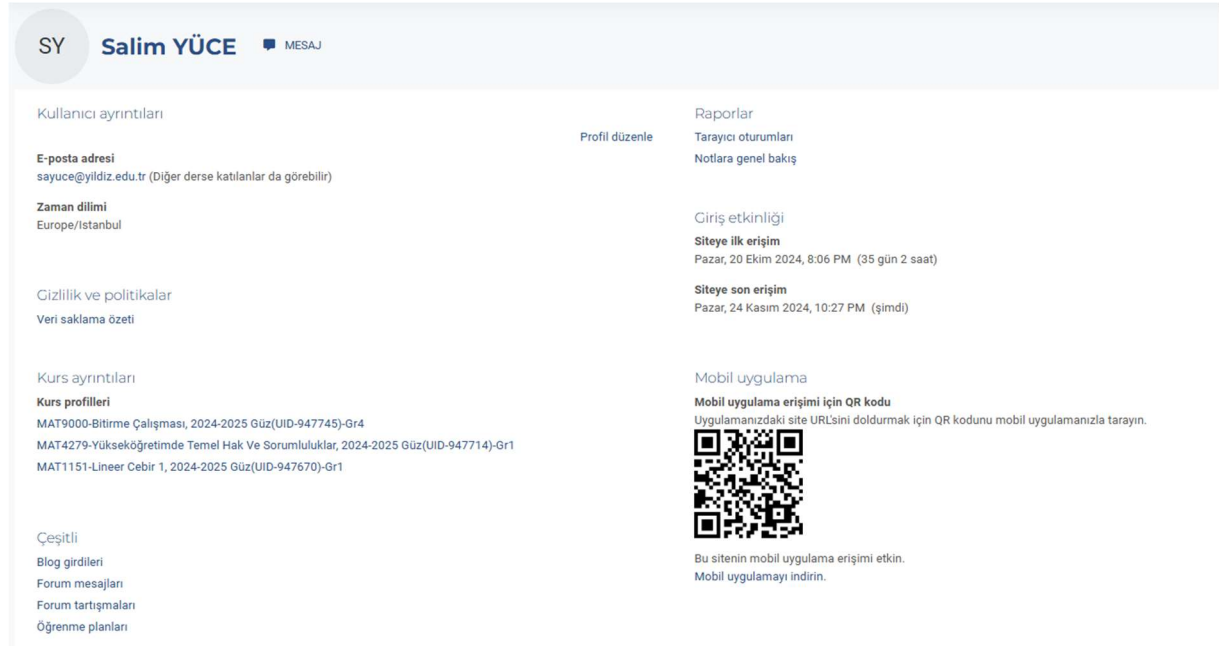 SY
Salim YÜCE
MESAJ
Kullanıcı ayrıntıları
Profil düzenle
E-posta adresi
sayuce@yildiz.edu.tr (Diğer derse katılanlar da görebilir)
Zaman dilimi
Europe/Istanbul
Gizlilik ve politikalar
Veri saklama özeti
Kurs ayrıntıları
Kurs profilleri
MAT9000-Bitirme Çalışması, 2024-2025 Güz(UID-947745)-Gr4
MAT4279-Yükseköğretimde Temel Hak Ve Sorumluluklar, 2024-2025 Güz(UID-947714)-Gr1
MAT1151-Lineer Cebir 1, 2024-2025 Güz(UID-947670)-Gr1
Çeşitli
Blog girdileri
Forum mesajları
Forum tartışmaları
Öğrenme planları
Raporlar
Tarayıcı oturumları
Notlara genel bakış
Giriş etkinliği
Siteye ilk erişim
Pazar, 20 Ekim 2024, 8:06 PM (35 gün 2 saat)
Siteye son erişim
Pazar, 24 Kasım 2024, 10:27 PM (şimdi)
Mobil uygulama
Mobil uygulama erişimi için QR kodu
Uygulamanızdaki site URL'sini doldurmak için QR kodunu mobil uygulamanızla tarayın.
Bu sitenin mobil uygulama erişimi etkin.
Mobil uygulamayı indirin.